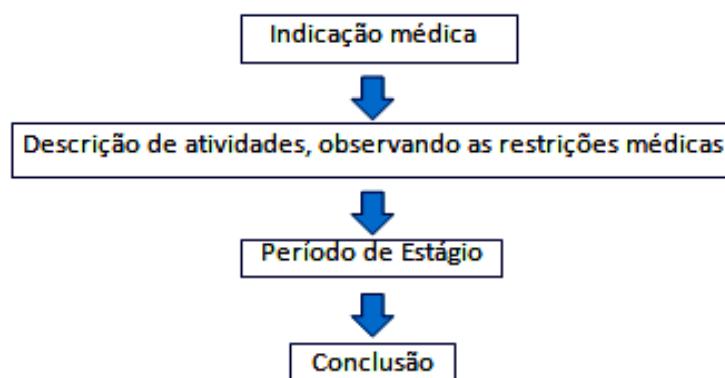 Indicação médica
Descrição de atividades, observando as restrições médicas
Período de Estágio
Conclusão